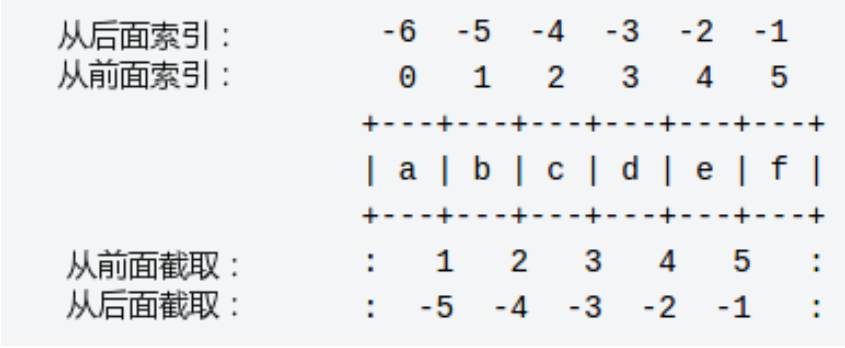 从后面索引： -6 -5 -4 -3 -2 -1
从前面索引： 0 1 2 3 4 5
+---+---+---+---+---+---+
| a | b | c | d | e | f |
+---+---+---+---+---+---+
从前面截取： : 1 2 3 4 5 :
从后面截取： : -5 -4 -3 -2 -1 :